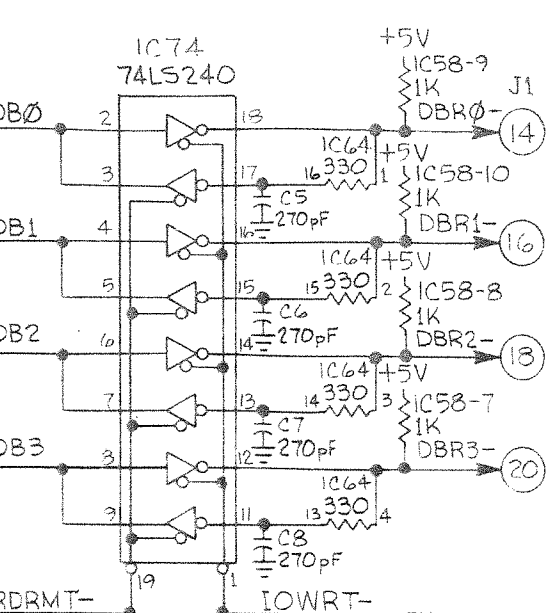 +5V
IC74
74LS240
IC58-9
1K
J1
DBØ
2
18
DBRØ-
14
IC64
330
+5V
3
17
16
1
IC58-10
1K
C5
270pF
DB1
4
16
DBR1-
16
IC64
330
+5V
5
15
15
2
IC58-8
1K
C6
270pF
DB2
6
14
DBR2-
18
IC64
330
+5V
7
13
14
3
IC58-7
1K
C7
270pF
DB3
8
12
DBR3-
20
IC64
330
9
11
13
4
C8
270pF
19
1
RDRMT-
IOWRT-